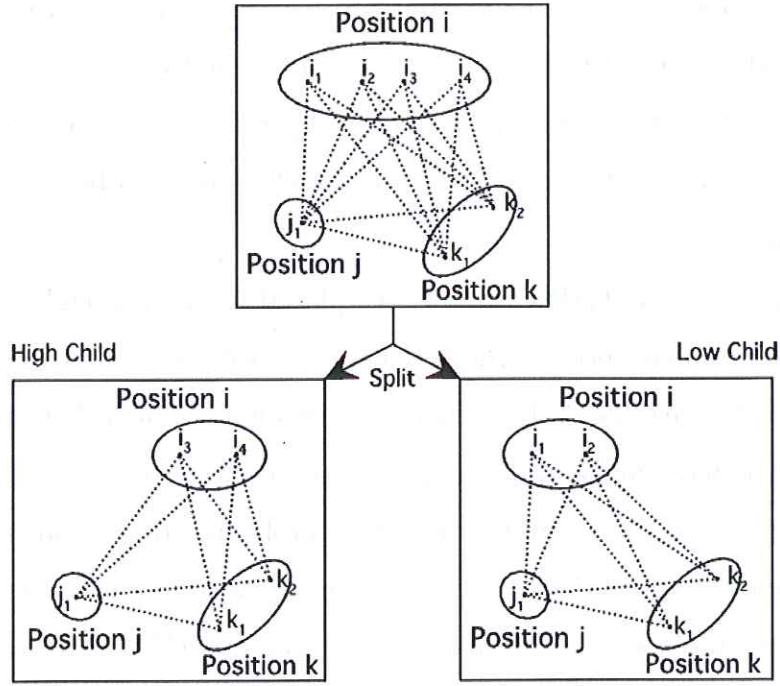 Position i
i₁ i₂ i₃ i₄
j₁
k₂
k₁
Position j
Position k
High Child
Split
Low Child
Position i
i₃ i₄
j₁
k₂
k₁
Position j
Position k
Position i
i₁ i₂
j₁
k₂
k₁
Position j
Position k